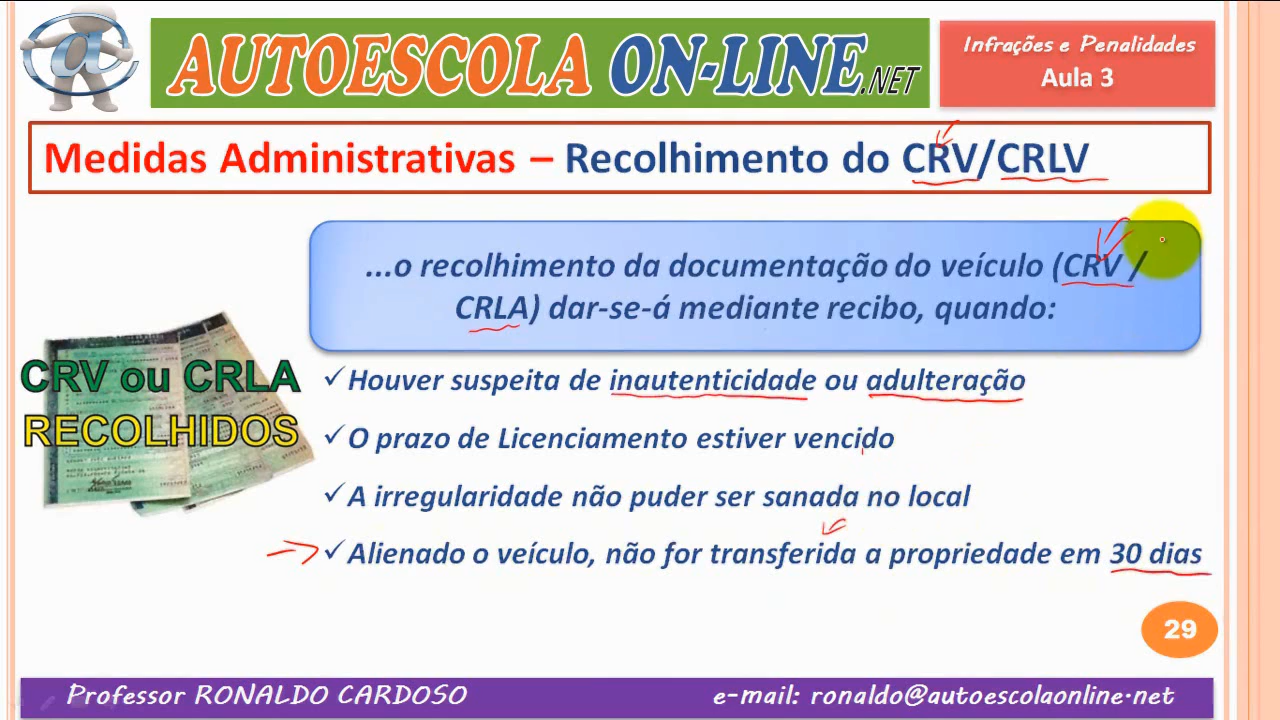 @
AUTOESCOLA ON-LINE.NET
Infrações e Penalidades
Aula 3
Medidas Administrativas – Recolhimento do CRV/CRLV
...o recolhimento da documentação do veículo (CRV /
CRLA) dar-se-á mediante recibo, quando:
CRV ou CRLA
RECOLHIDOS
✓ Houver suspeita de inautenticidade ou adulteração
✓ O prazo de Licenciamento estiver vencido
✓ A irregularidade não puder ser sanada no local
✓ Alienado o veículo, não for transferida a propriedade em 30 dias
29
Professor RONALDO CARDOSO
e-mail: ronaldo@autoescolaonline.net